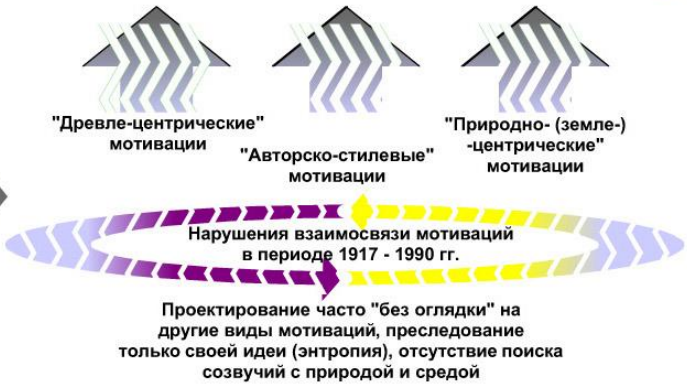 "Древле-центрические"
мотивации
"Авторско-стилевые"
мотивации
"Природно- (земле-)
-центрические"
мотивации
Нарушения взаимосвязи мотиваций
в периоде 1917 - 1990 гг.
Проектирование часто "без оглядки" на
другие виды мотиваций, преследование
только своей идеи (энтропия), отсутствие поиска
созвучий с природой и средой